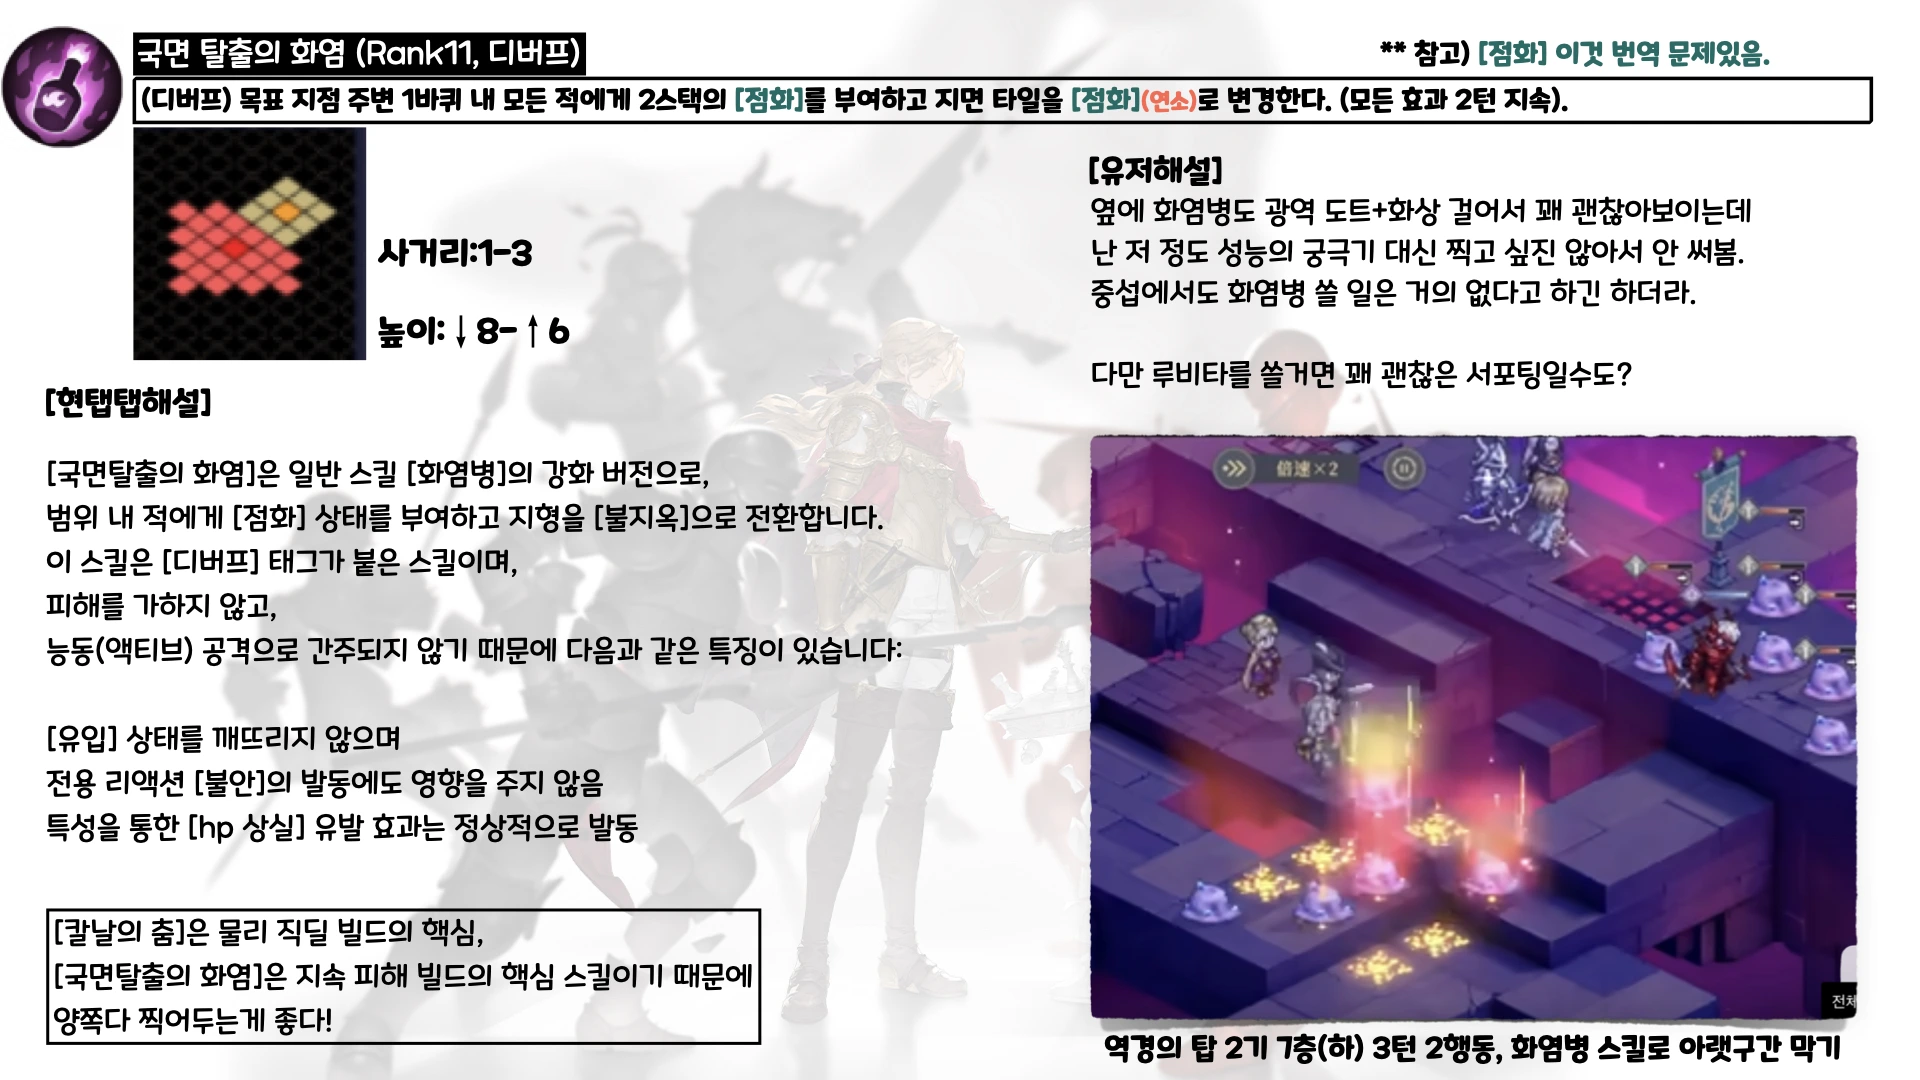 국면 탈출의 화염 (Rank11, 디버프)
** 참고) [점화] 이것 번역 문제있음.
(디버프) 목표 지점 주변 1바퀴 내 모든 적에게 2스택의 [점화]를 부여하고 지면 타일을 [점화](연소)로 변경한다. (모든 효과 2턴 지속).
사거리:1-3
높이:↓8-↑6
[현탭탭해설]
[국면탈출의 화염]은 일반 스킬 [화염병]의 강화 버전으로,
범위 내 적에게 [점화] 상태를 부여하고 지형을 [불지옥]으로 전환합니다.
이 스킬은 [디버프] 태그가 붙은 스킬이며,
피해를 가하지 않고,
능동(액티브) 공격으로 간주되지 않기 때문에 다음과 같은 특징이 있습니다:
[유입] 상태를 깨뜨리지 않으며
전용 리액션 [불안]의 발동에도 영향을 주지 않음
특성을 통한 [hp 상실] 유발 효과는 정상적으로 발동
[칼날의 춤]은 물리 직딜 빌드의 핵심,
[국면탈출의 화염]은 지속 피해 빌드의 핵심 스킬이기 때문에
양쪽다 찍어두는게 좋다!
[유저해설]
옆에 화염병도 광역 도트+화상 걸어서 꽤 괜찮아보이는데
난 저 정도 성능의 궁극기 대신 찍고 싶진 않아서 안 써봄.
중섭에서도 화염병 쓸 일은 거의 없다고 하긴 하더라.
다만 루비타를 쓸거면 꽤 괜찮은 서포팅일수도?
倍速×2
전체
역경의 탑 2기 7층(하) 3턴 2행동, 화염병 스킬로 아랫구간 막기